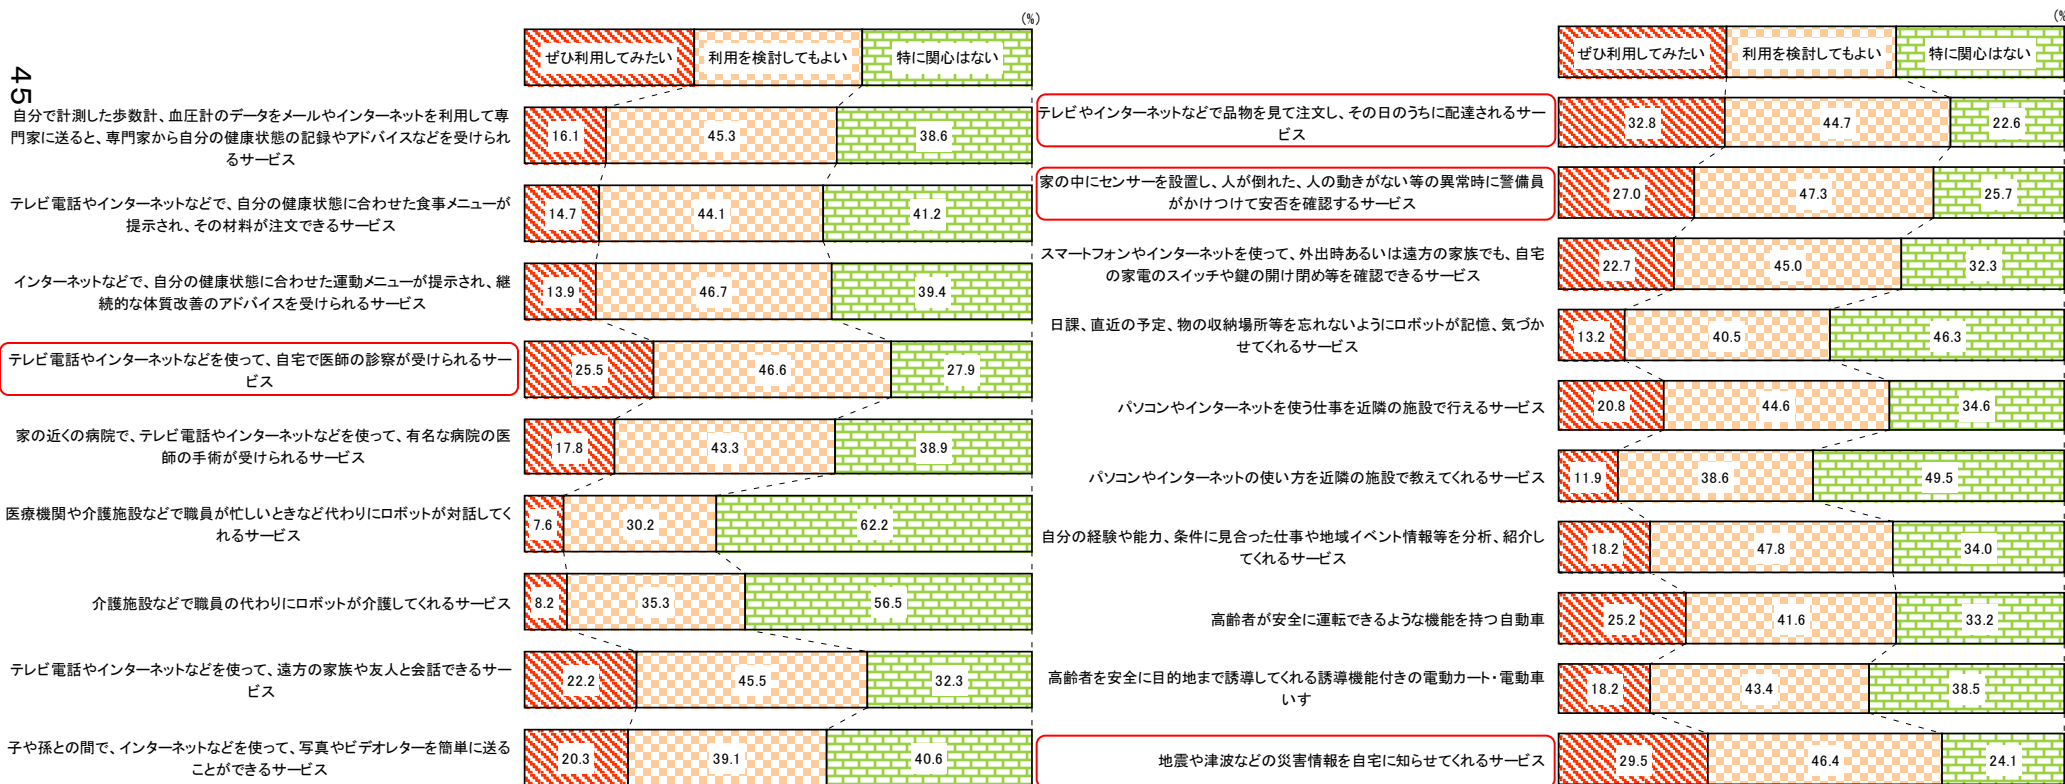 45
(%)
ぜひ利用してみたい 利用を検討してもよい 特に関心はない
自分で計測した歩数計、血圧計のデータをメールやインターネットを利用して専
門家に送ると、専門家から自分の健康状態の記録やアドバイスなどを受けられ
るサービス
16.1 45.3 38.6
テレビ電話やインターネットなどで、自分の健康状態に合わせた食事メニューが
提示され、その材料が注文できるサービス
14.7 44.1 41.2
インターネットなどで、自分の健康状態に合わせた運動メニューが提示され、継
続的な体質改善のアドバイスを受けられるサービス
13.9 46.7 39.4
テレビ電話やインターネットなどを使って、自宅で医師の診察が受けられるサー
ビス
25.5 46.6 27.9
家の近くの病院で、テレビ電話やインターネットなどを使って、有名な病院の医
師の手術が受けられるサービス
17.8 43.3 38.9
医療機関や介護施設などで職員が忙しいときなど代わりにロボットが対話してく
れるサービス
7.6 30.2 62.2
介護施設などで職員の代わりにロボットが介護してくれるサービス
8.2 35.3 56.5
テレビ電話やインターネットなどを使って、遠方の家族や友人と会話できるサー
ビス
22.2 45.5 32.3
子や孫との間で、インターネットなどを使って、写真やビデオレターを簡単に送る
ことができるサービス
20.3 39.1 40.6
(%
ぜひ利用してみたい 利用を検討してもよい 特に関心はない
テレビやインターネットなどで品物を見て注文し、その日のうちに配達されるサー
ビス
32.8 44.7 22.6
家の中にセンサーを設置し、人が倒れた、人の動きがない等の異常時に警備員
がかけつけて安否を確認するサービス
27.0 47.3 25.7
スマートフォンやインターネットを使って、外出時あるいは遠方の家族でも、自宅
の家電のスイッチや鍵の開け閉め等を確認できるサービス
22.7 45.0 32.3
日課、直近の予定、物の収納場所等を忘れないようにロボットが記憶、気づか
せてくれるサービス
13.2 40.5 46.3
パソコンやインターネットを使う仕事を近隣の施設で行えるサービス
20.8 44.6 34.6
パソコンやインターネットの使い方を近隣の施設で教えてくれるサービス
11.9 38.6 49.5
自分の経験や能力、条件に見合った仕事や地域イベント情報等を分析、紹介し
てくれるサービス
18.2 47.8 34.0
高齢者が安全に運転できるような機能を持つ自動車
25.2 41.6 33.2
高齢者を安全に目的地まで誘導してくれる誘導機能付きの電動カート・電動車
いす
18.2 43.4 38.5
地震や津波などの災害情報を自宅に知らせてくれるサービス
29.5 46.4 24.1